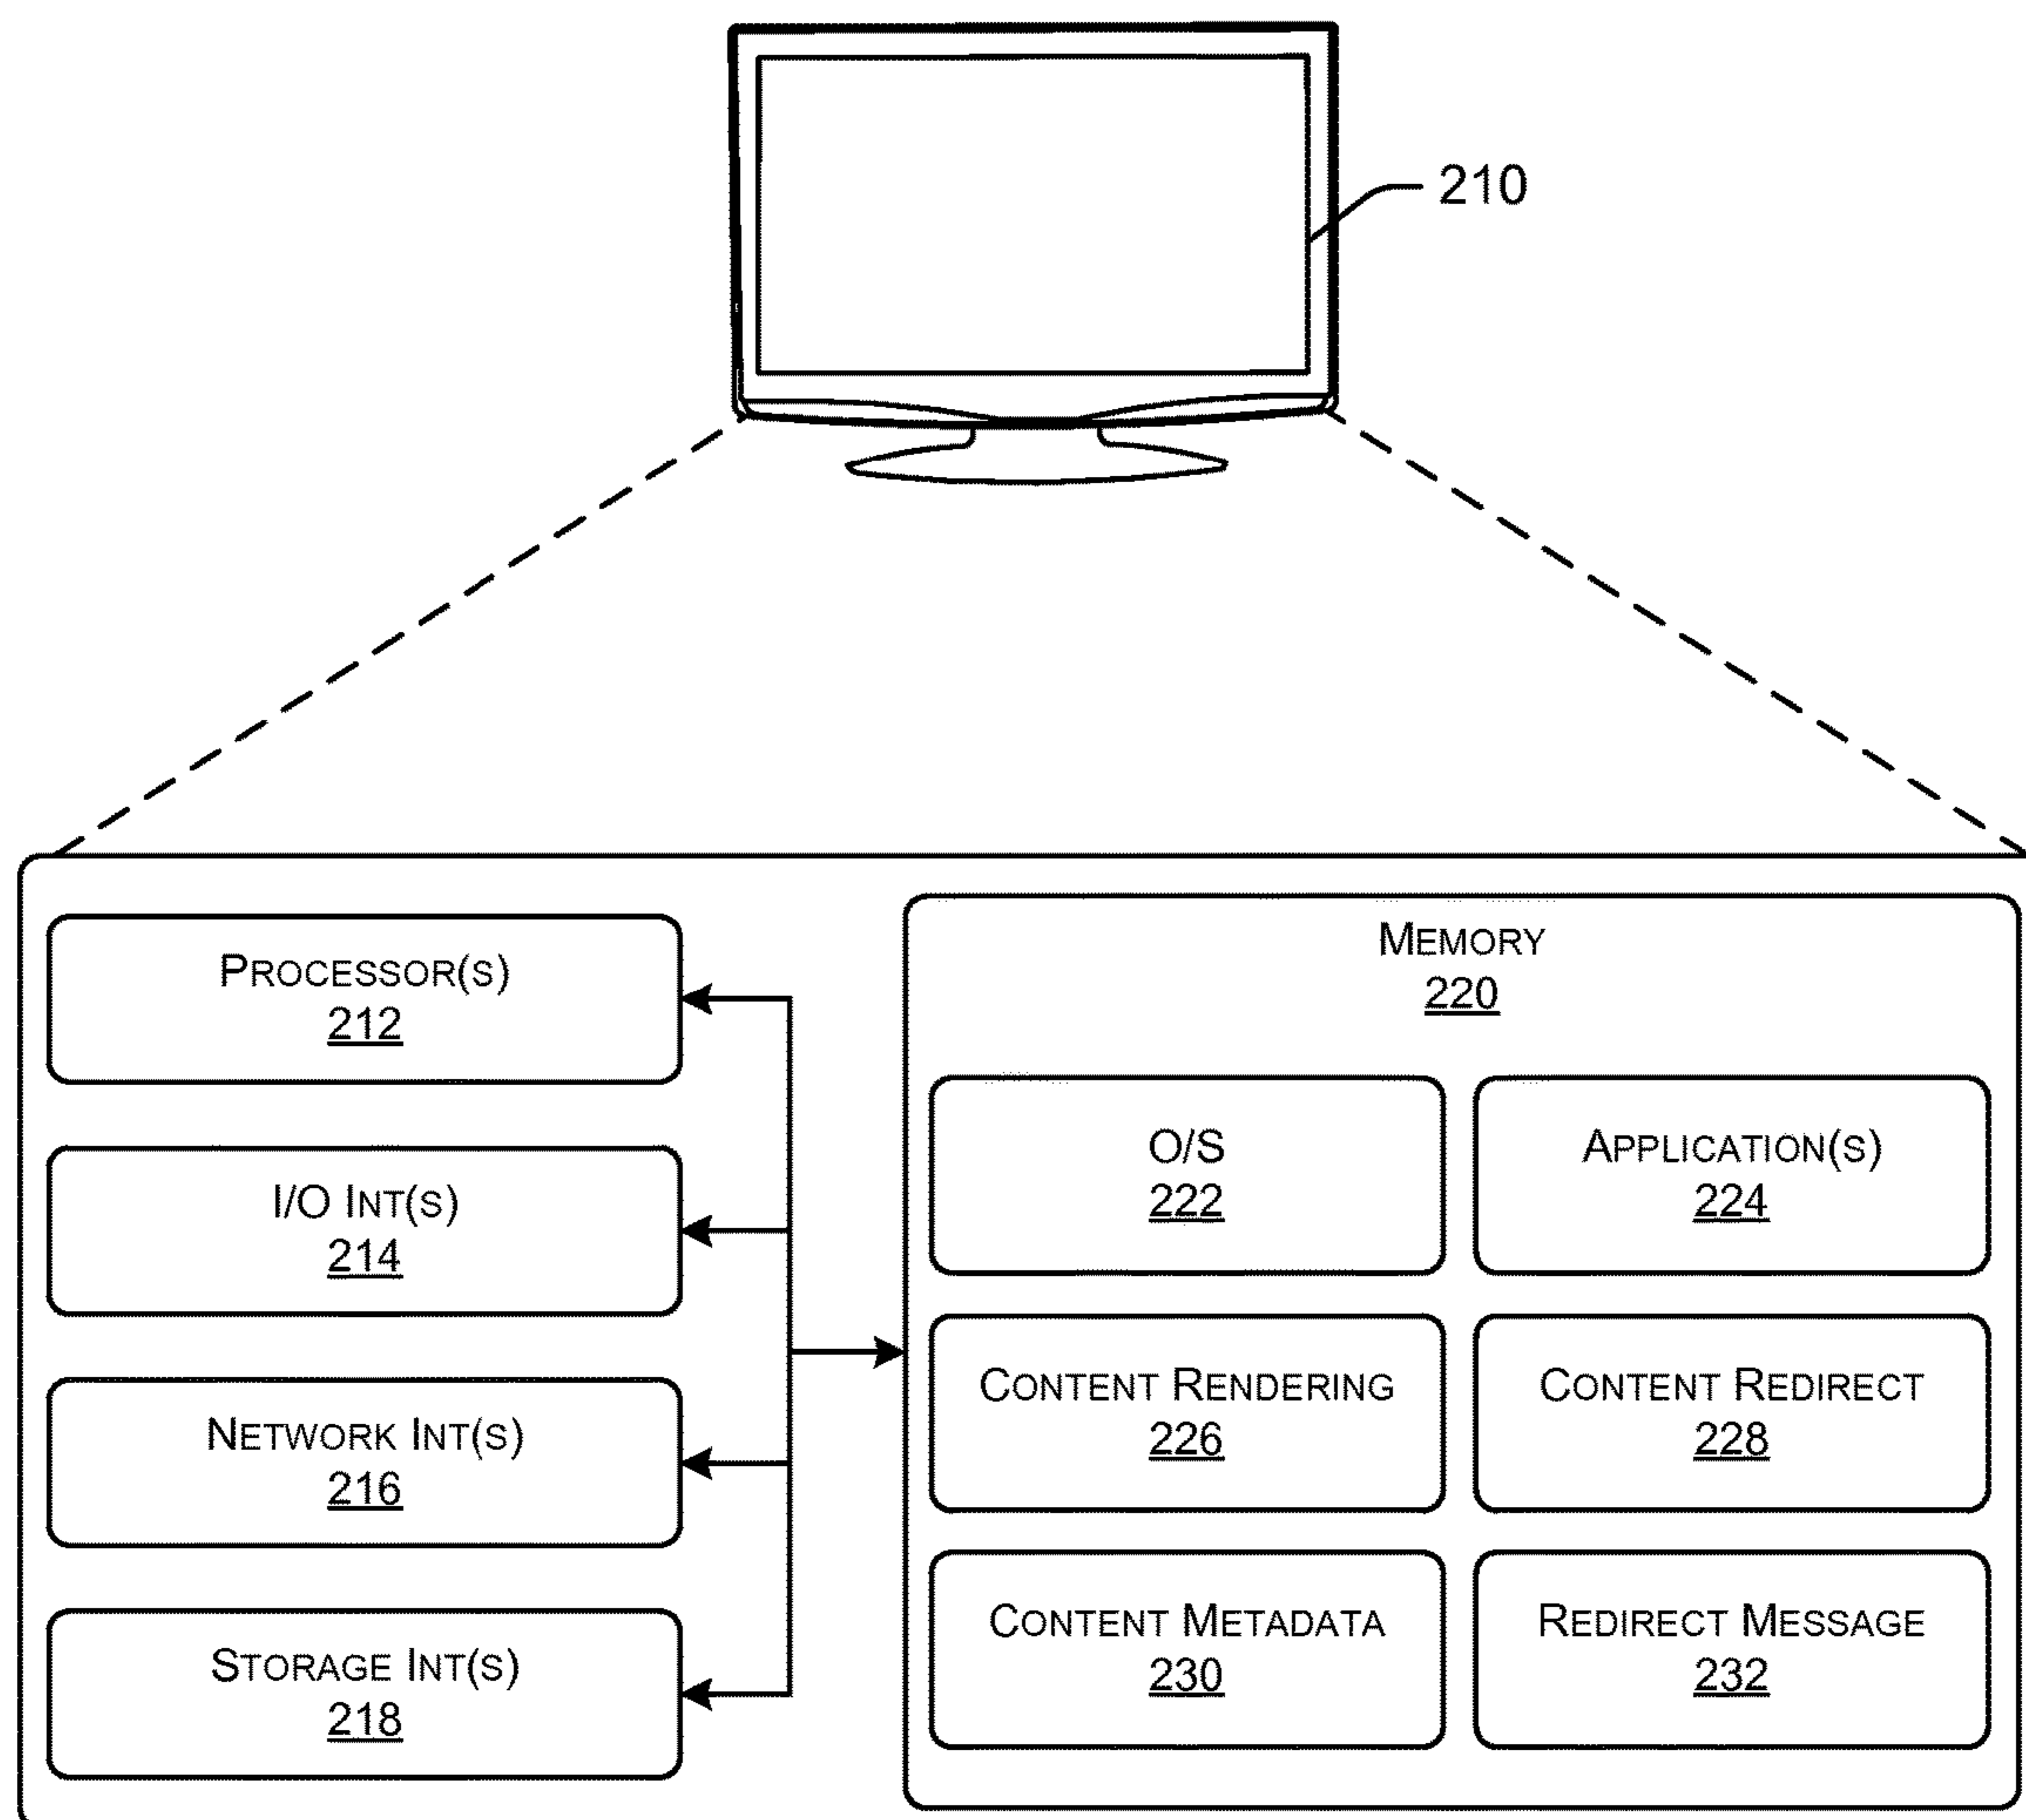 210
PROCESSOR(S)
212
I/O INT(S)
214
NETWORK INT(S)
216
STORAGE INT(S)
218
MEMORY
220
O/S
222
APPLICATION(S)
224
CONTENT RENDERING
226
CONTENT REDIRECT
228
CONTENT METADATA
230
REDIRECT MESSAGE
232